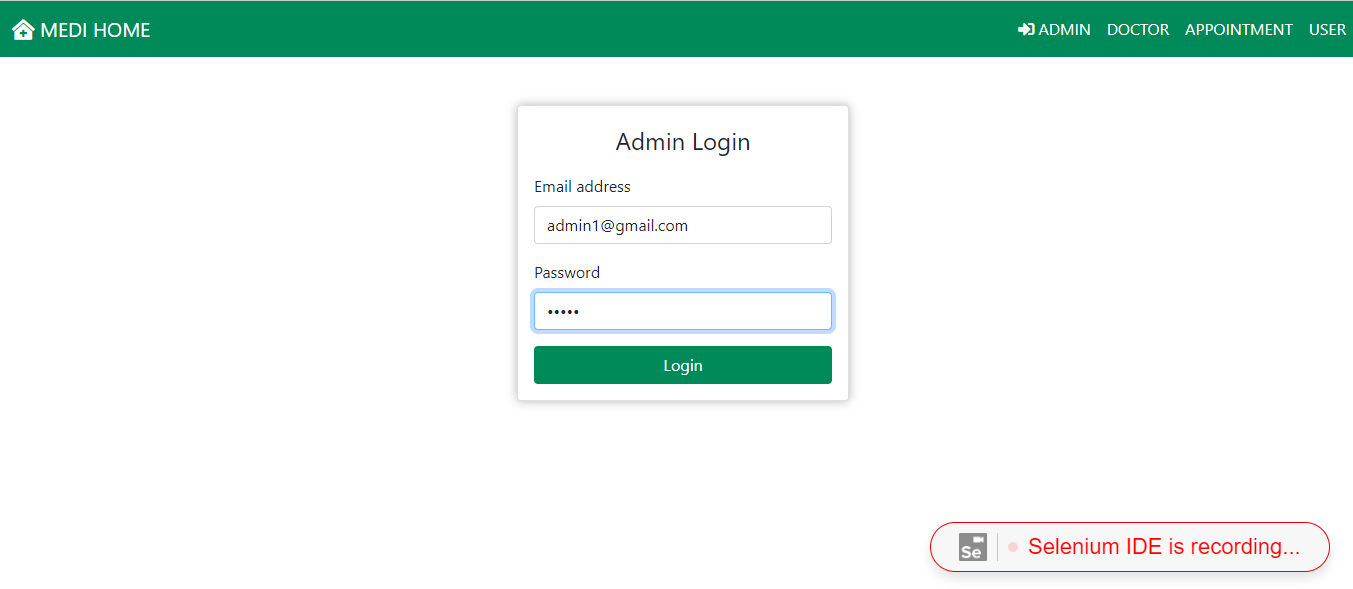 MEDI HOME
ADMIN DOCTOR APPOINTMENT USER
Admin Login
Email address
admin1@gmail.com
Password
•••••
Login
Se
Selenium IDE is recording...